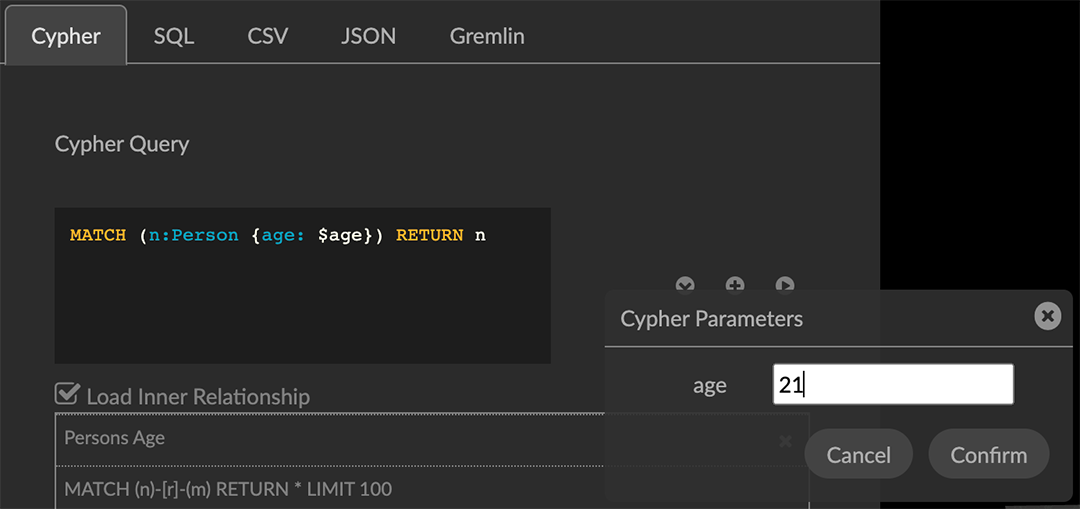 Cypher SQL CSV JSON Gremlin
Cypher Query
MATCH (n:Person {age: $age}) RETURN n
Cypher Parameters
age 21
Load Inner Relationship
Persons Age
Cancel Confirm
MATCH (n)-[r]-(m) RETURN * LIMIT 100